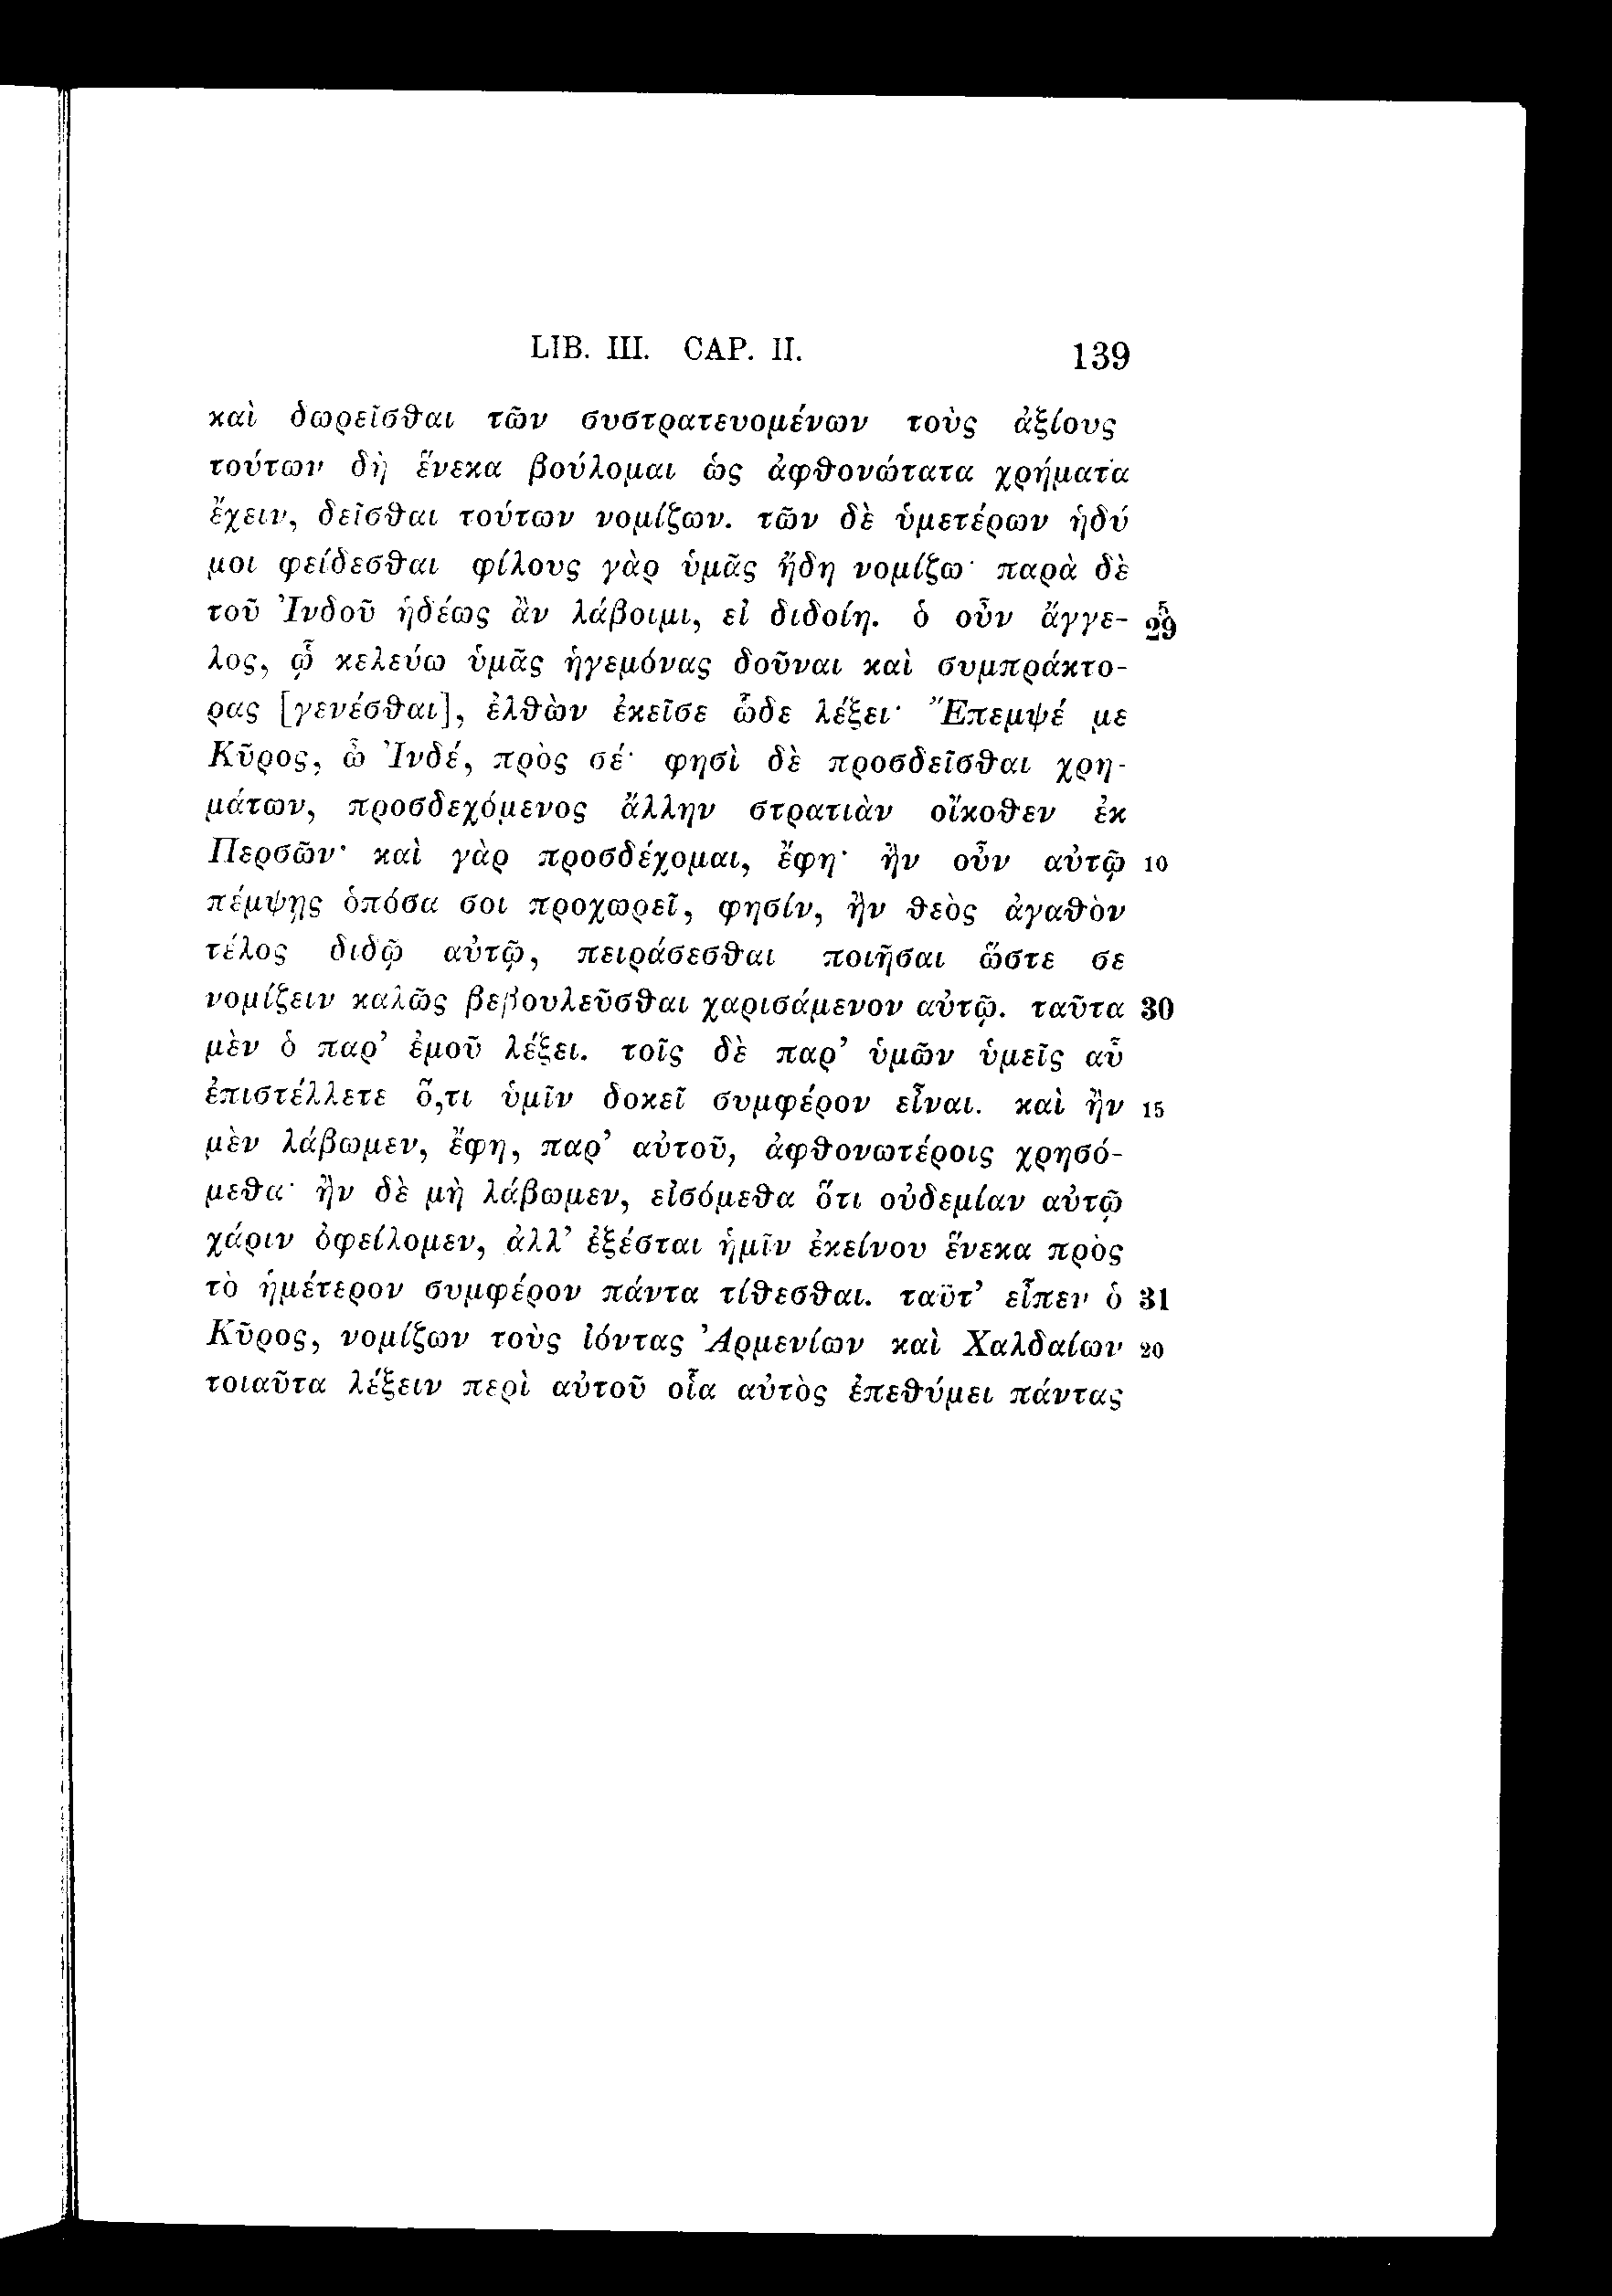 LIB. III. CAP. II. 139
καὶ δωρεῖσθαι τῶν συστρατευομένων τοὺς ἀξίους
τούτων δὴ ἕνεκα βούλομαι ὡς ἀφθονώτατα χρήματα
ἔχειν, δεῖσθαι τούτων νομίζων. τῶν δὲ ὑμετέρων ἡδύ
μοι φείδεσθαι φίλους γὰρ ὑμᾶς ἤδη νομίζω· παρὰ δὲ
τοῦ Ἰνδοῦ ἡδέως ἂν λάβοιμι, εἰ διδοίη. ὁ οὖν ἄγγε- 29
λος, ᾧ κελεύω ὑμᾶς ἡγεμόνας δοῦναι καὶ συμπράκτο-
ρας [γενέσθαι], ἐλθὼν ἐκεῖσε ὧδε λέξει· Ἔπεμψέ με
Κῦρος, ὦ Ἰνδέ, πρὸς σέ· φησὶ δὲ προσδεῖσθαι χρη-
μάτων, προσδεχόμενος ἄλλην στρατιὰν οἴκοθεν ἐκ
Περσῶν· καὶ γὰρ προσδέχομαι, ἔφη· ἢν οὖν αὐτῷ 10
πέμψῃς ὁπόσα σοι προχωρεῖ, φησίν, ἢν θεὸς ἀγαθὸν
τέλος διδῷ αὐτῷ, πειράσεσθαι ποιῆσαι ὥστε σε
νομίζειν καλῶς βεβουλεῦσθαι χαρισάμενον αὐτῷ. ταῦτα 30
μὲν ὁ παρ’ ἐμοῦ λέξει. τοῖς δὲ παρ’ ὑμῶν ὑμεῖς αὖ
ἐπιστέλλετε ὅ,τι ὑμῖν δοκεῖ συμφέρον εἶναι. καὶ ἢν 15
μὲν λάβωμεν, ἔφη, παρ’ αὐτοῦ, ἀφθονωτέροις χρησό-
μεθα· ἢν δὲ μὴ λάβωμεν, εἰσόμεθα ὅτι οὐδεμίαν αὐτῷ
χάριν ὀφείλομεν, ἀλλ’ ἐξέσται ἡμῖν ἐκείνου ἕνεκα πρὸς
τὸ ἡμέτερον συμφέρον πάντα τίθεσθαι. ταῦτ’ εἶπεν ὁ 31
Κῦρος, νομίζων τοὺς ἰόντας Ἀρμενίων καὶ Χαλδαίων 20
τοιαῦτα λέξειν περὶ αὐτοῦ οἷα αὐτὸς ἐπεθύμει πάντας